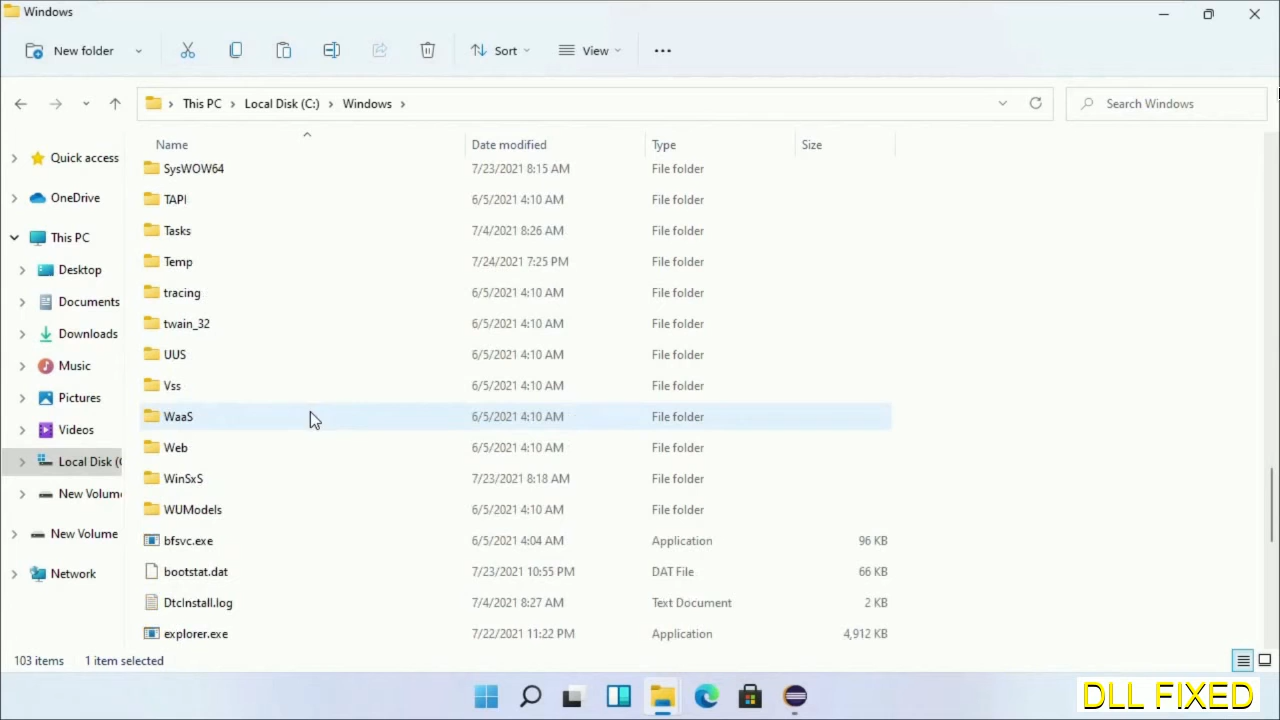 Windows
New folder
Sort
View
This PC
Local Disk (C:)
Windows
Search Windows
Name
Date modified
Type
Size
Quick access
OneDrive
This PC
Desktop
Documents
Downloads
Music
Pictures
Videos
Local Disk (C
New Volum
New Volume
Network
SysWOW64 7/23/2021 8:15 AM File folder
TAPI 6/5/2021 4:10 AM File folder
Tasks 7/4/2021 8:26 AM File folder
Temp 7/24/2021 7:25 PM File folder
tracing 6/5/2021 4:10 AM File folder
twain_32 6/5/2021 4:10 AM File folder
UUS 6/5/2021 4:10 AM File folder
Vss 6/5/2021 4:10 AM File folder
WaaS 6/5/2021 4:10 AM File folder
Web 6/5/2021 4:10 AM File folder
WinSxS 7/23/2021 8:18 AM File folder
WUModels 6/5/2021 4:10 AM File folder
bfsvc.exe 6/5/2021 4:04 AM Application 96 KB
bootstat.dat 7/23/2021 10:55 PM DAT File 66 KB
DtcInstall.log 7/4/2021 8:27 AM Text Document 2 KB
explorer.exe 7/22/2021 11:22 PM Application 4,912 KB
103 items 1 item selected
DLL FIXED